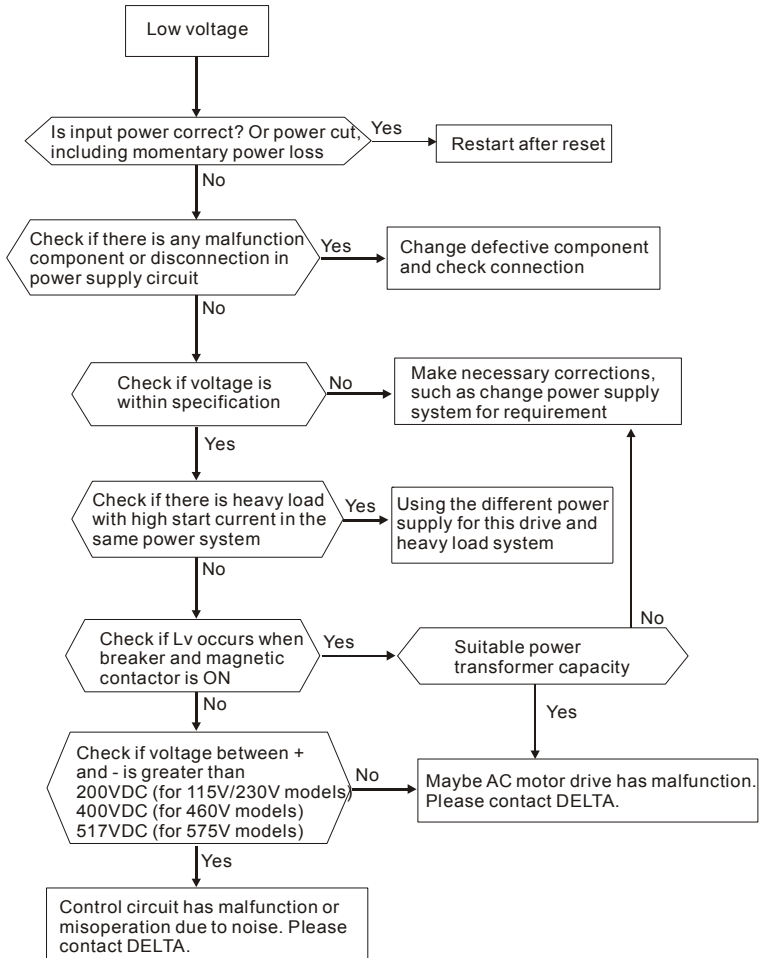 Low voltage
Is input power correct? Or power cut,
including momentary power loss
Yes
Restart after reset
No
Check if there is any malfunction
component or disconnection in
power supply circuit
Yes
Change defective component
and check connection
No
Check if voltage is
within specification
No
Make necessary corrections,
such as change power supply
system for requirement
Yes
Check if there is heavy load
with high start current in the
same power system
Yes
Using the different power
supply for this drive and
heavy load system
No
Check if Lv occurs when
breaker and magnetic
contactor is ON
Yes
Suitable power
transformer capacity
No
Yes
No
Check if voltage between +
and - is greater than
200VDC (for 115V/230V models)
400VDC (for 460V models)
517VDC (for 575V models)
No
Maybe AC motor drive has malfunction.
Please contact DELTA.
Yes
Control circuit has malfunction or
misoperation due to noise. Please
contact DELTA.